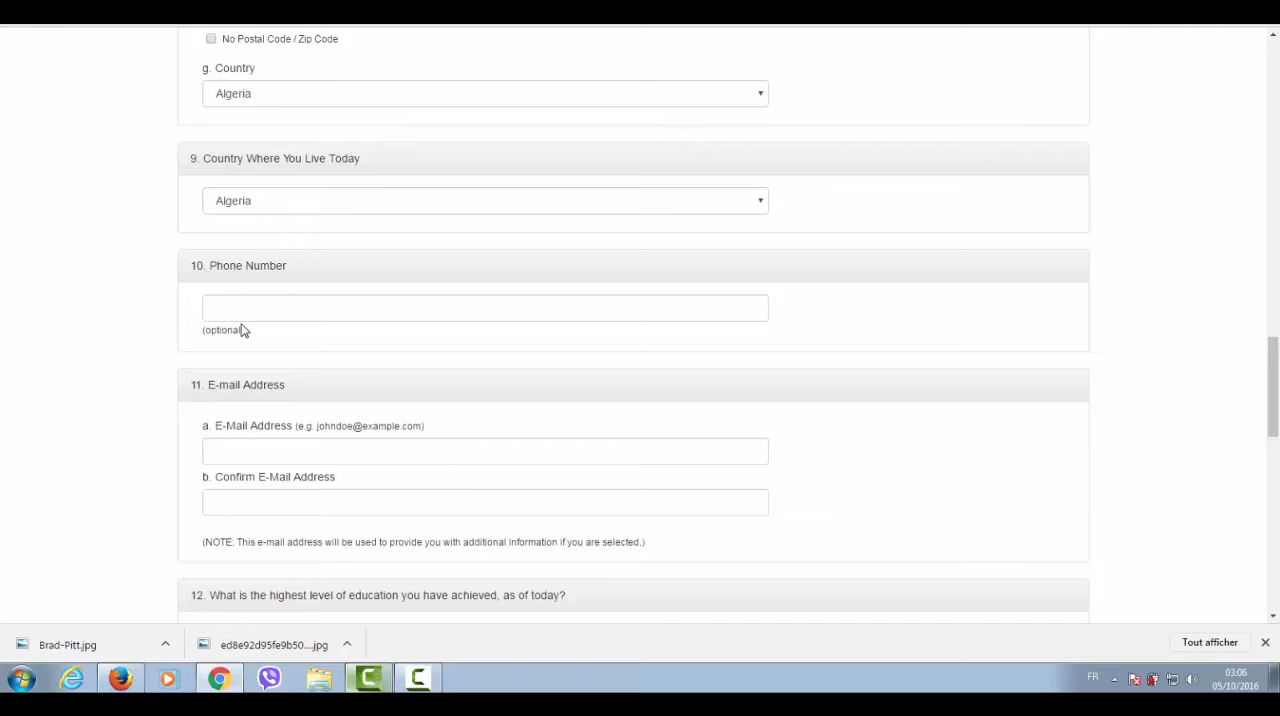 No Postal Code / Zip Code
g. Country
Algeria
9. Country Where You Live Today
Algeria
10. Phone Number
(optional
11. E-mail Address
a. E-Mail Address (e.g. johndoe@example.com)
b. Confirm E-Mail Address
(NOTE: This e-mail address will be used to provide you with additional information if you are selected.)
12. What is the highest level of education you have achieved, as of today?
Brad-Pitt.jpg
ed8e92d95fe9b50....jpg
Tout afficher
FR
03:06
05/10/2016